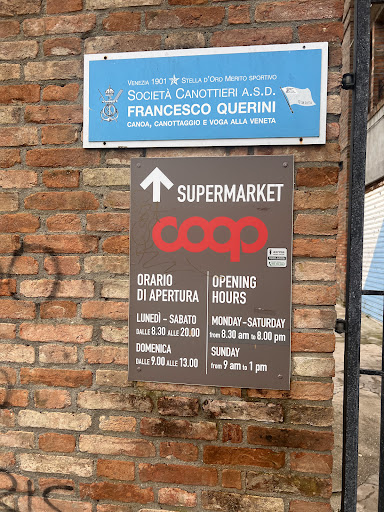 VENEZIA 1901 ★ STELLA D'ORO MERITO SPORTIVO
SOCIETÀ CANOTTIERI A.S.D.
FRANCESCO QUERINI
CANOA, CANOTTAGGIO E VOGA ALLA VENETA
SUPERMARKET
coop
ORARIO
DI APERTURA
LUNEDÌ - SABATO
DALLE 8.30 ALLE 20.00
DOMENICA
DALLE 9.00 ALLE 13.00
OPENING
HOURS
MONDAY-SATURDAY
from 8.30 am to 8.00 pm
SUNDAY
from 9 am to 1 pm